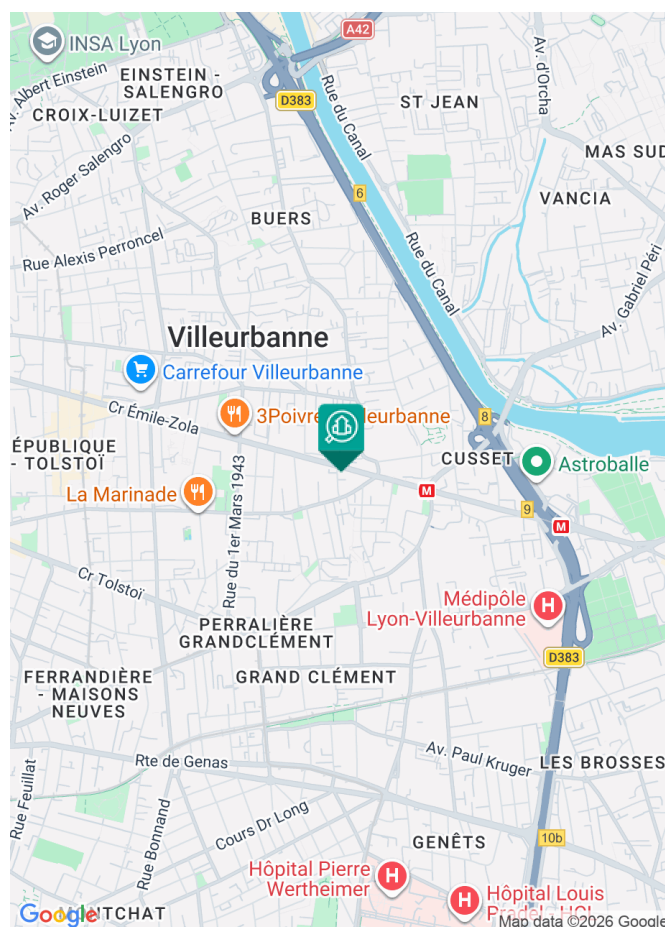 A42
INSA Lyon
Av. Albert Einstein
EINSTEIN -
SALENGRO
Av. d'Orcha
D383
ST JEAN
CROIX-LUIZET
Rue du Canal
MAS SUD
Av. Roger Salengro
6
VANCIA
BUERS
Rue Alexis Perroncel
Rue du Canal
Av. Gabriel Péri
Villeurbanne
Carrefour Villeurbanne
Cr Émile-Zola
3Poivre
lleurbanne
8
ÉPUBLIQUE
- TOLSTOÏ
CUSSET
Astroballe
La Marinade
Rue du 1er Mars 1943
M
9
M
Cr Tolstoï
Médipôle
Lyon-Villeurbanne
H
PERRALIÈRE
GRANDCLÉMENT
D383
FERRANDIÈRE
- MAISONS
NEUVES
GRAND CLÉMENT
Rte de Genas
Av. Paul Kruger
LES BROSSES
Rue Feuillat
Rue Bonnand
Cours Dr Long
10b
GENÊTS
Hôpital Pierre
Wertheimer
H
H
Hôpital Louis
Google
NTCHAT
Map data ©2026 Google